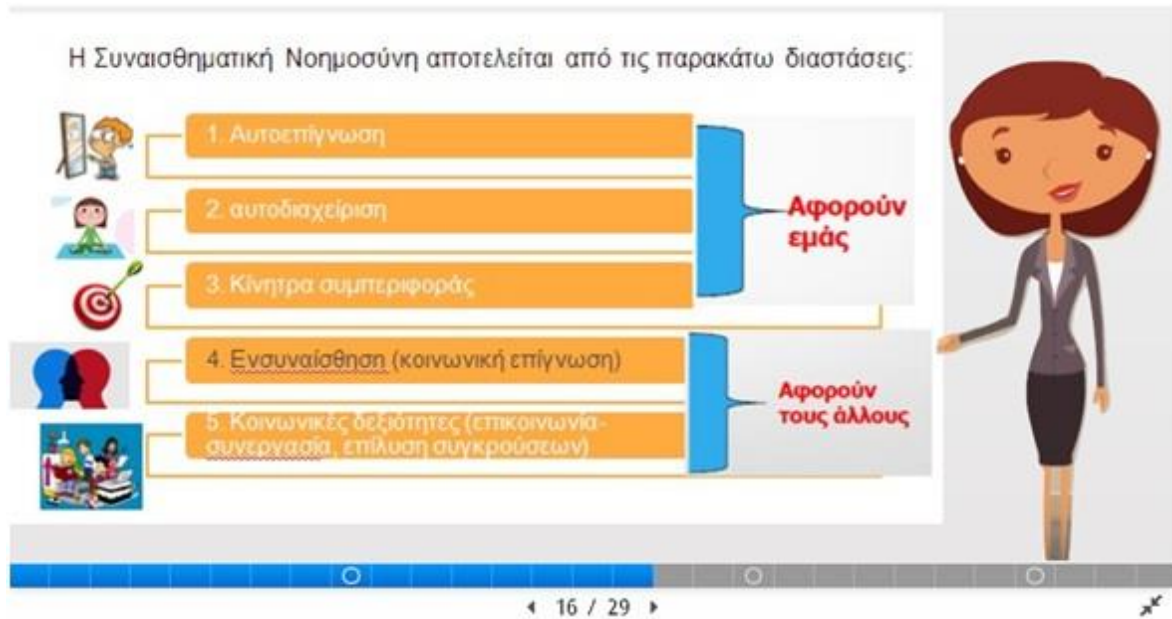 Η Συναισθηματική Νοημοσύνη αποτελείται από τις παρακάτω διαστάσεις:
1. Αυτοεπίγνωση
2. αυτοδιαχείριση
3. Κίνητρα συμπεριφοράς
Αφορούν
εμάς
4. Ενσυναίσθηση (κοινωνική επίγνωση)
5. Κοινωνικές δεξιότητες (επικοινωνία-
συνεργασία, επίλυση συγκρούσεων)
Αφορούν
τους άλλους
16 / 29